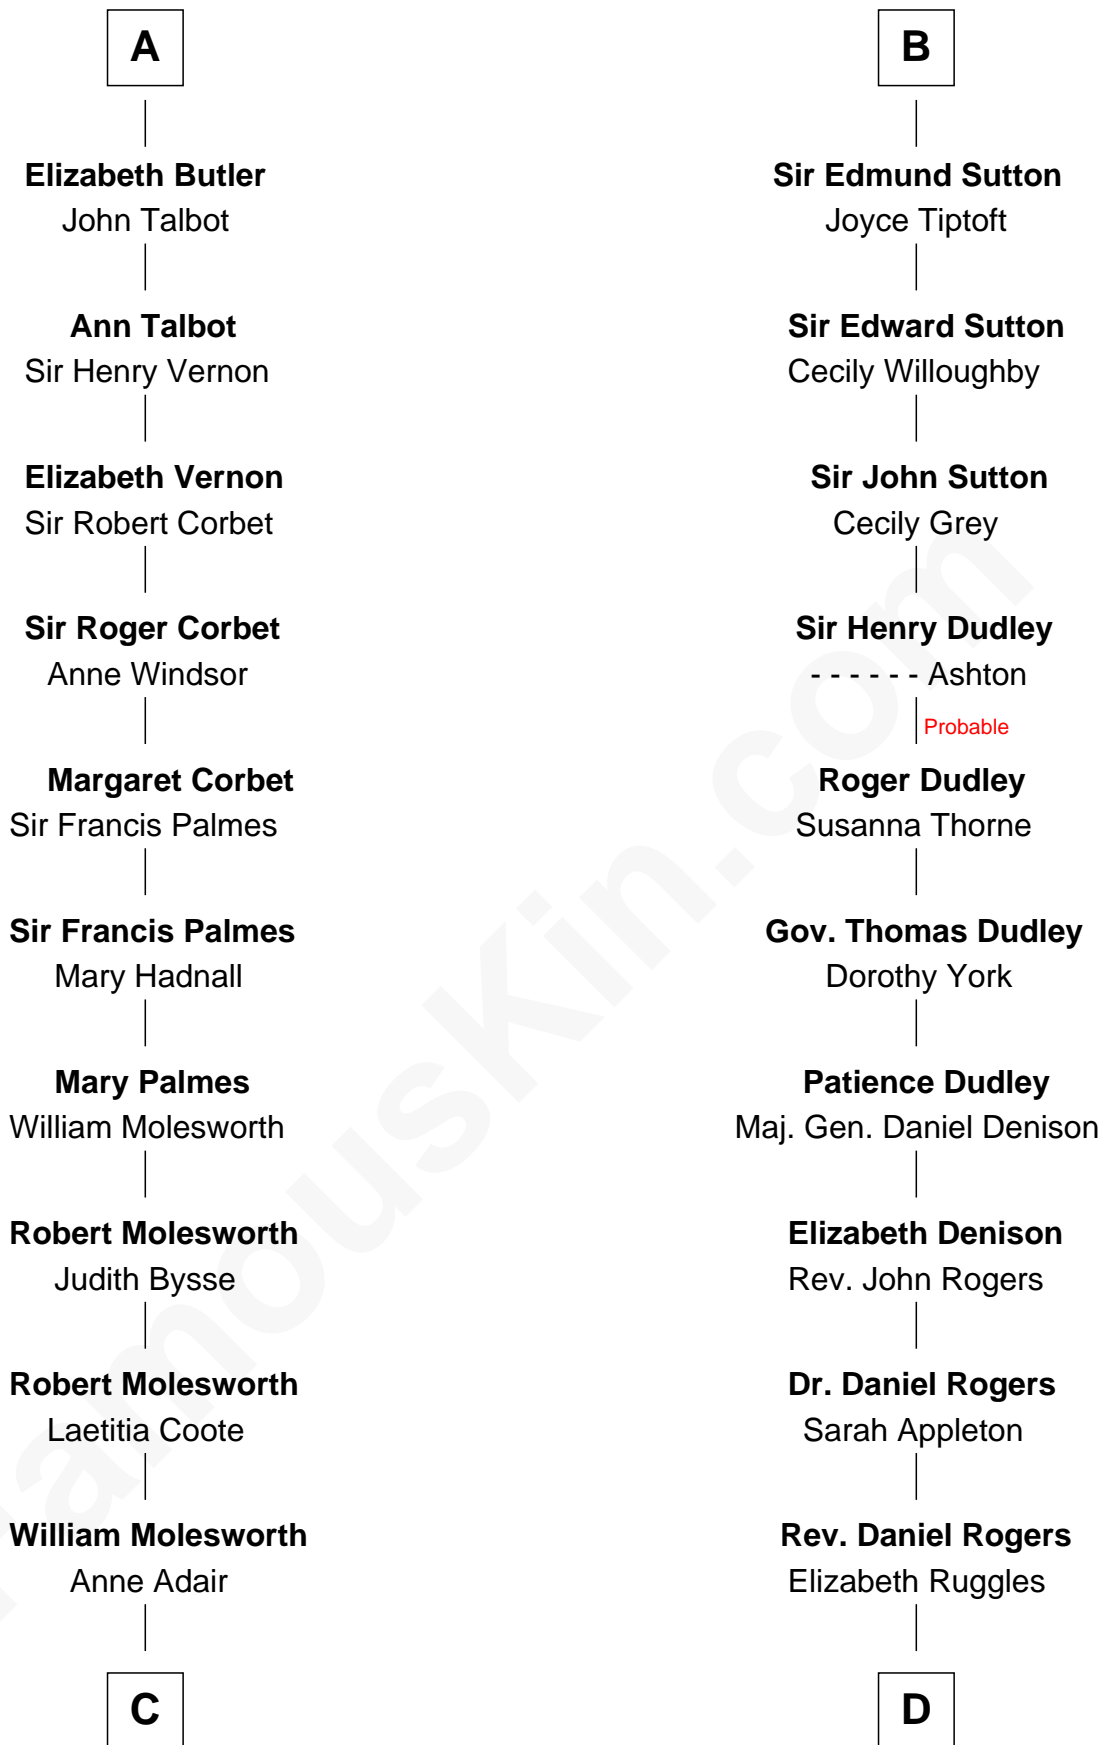 A
Elizabeth Butler
John Talbot
Ann Talbot
Sir Henry Vernon
Elizabeth Vernon
Sir Robert Corbet
Sir Roger Corbet
Anne Windsor
Margaret Corbet
Sir Francis Palmes
Sir Francis Palmes
Mary Hadnall
Mary Palmes
William Molesworth
Robert Molesworth
Judith Bysse
Robert Molesworth
Laetitia Coote
William Molesworth
Anne Adair
C
B
Sir Edmund Sutton
Joyce Tiptoft
Sir Edward Sutton
Cecily Willoughby
Sir John Sutton
Cecily Grey
Sir Henry Dudley
- - - - - - Ashton
Probable
Roger Dudley
Susanna Thorne
Gov. Thomas Dudley
Dorothy York
Patience Dudley
Maj. Gen. Daniel Denison
Elizabeth Denison
Rev. John Rogers
Dr. Daniel Rogers
Sarah Appleton
Rev. Daniel Rogers
Elizabeth Ruggles
D
FamousKin.com